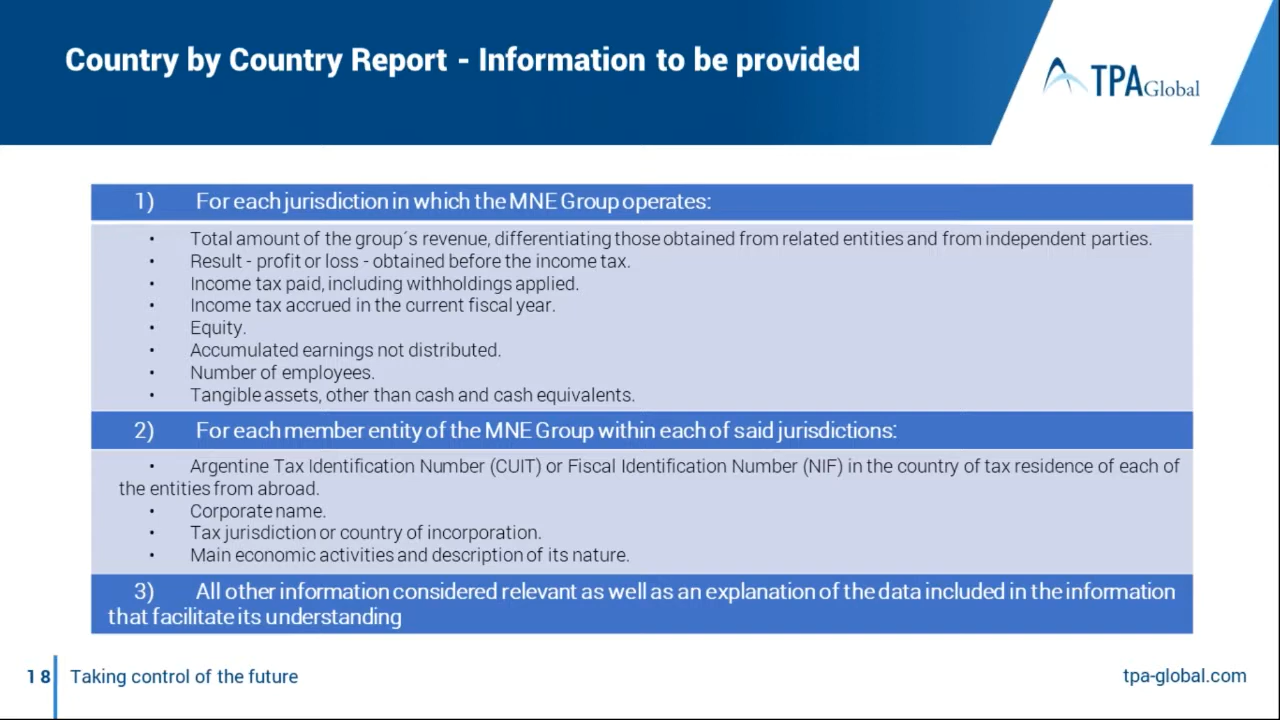 Country by Country Report - Information to be provided
TPA Global
1) For each jurisdiction in which the MNE Group operates:
• Total amount of the group´s revenue, differentiating those obtained from related entities and from independent parties.
• Result - profit or loss - obtained before the income tax.
• Income tax paid, including withholdings applied.
• Income tax accrued in the current fiscal year.
• Equity.
• Accumulated earnings not distributed.
• Number of employees.
• Tangible assets, other than cash and cash equivalents.
2) For each member entity of the MNE Group within each of said jurisdictions:
• Argentine Tax Identification Number (CUIT) or Fiscal Identification Number (NIF) in the country of tax residence of each of
the entities from abroad.
• Corporate name.
• Tax jurisdiction or country of incorporation.
• Main economic activities and description of its nature.
3) All other information considered relevant as well as an explanation of the data included in the information
that facilitate its understanding
18 Taking control of the future
tpa-global.com